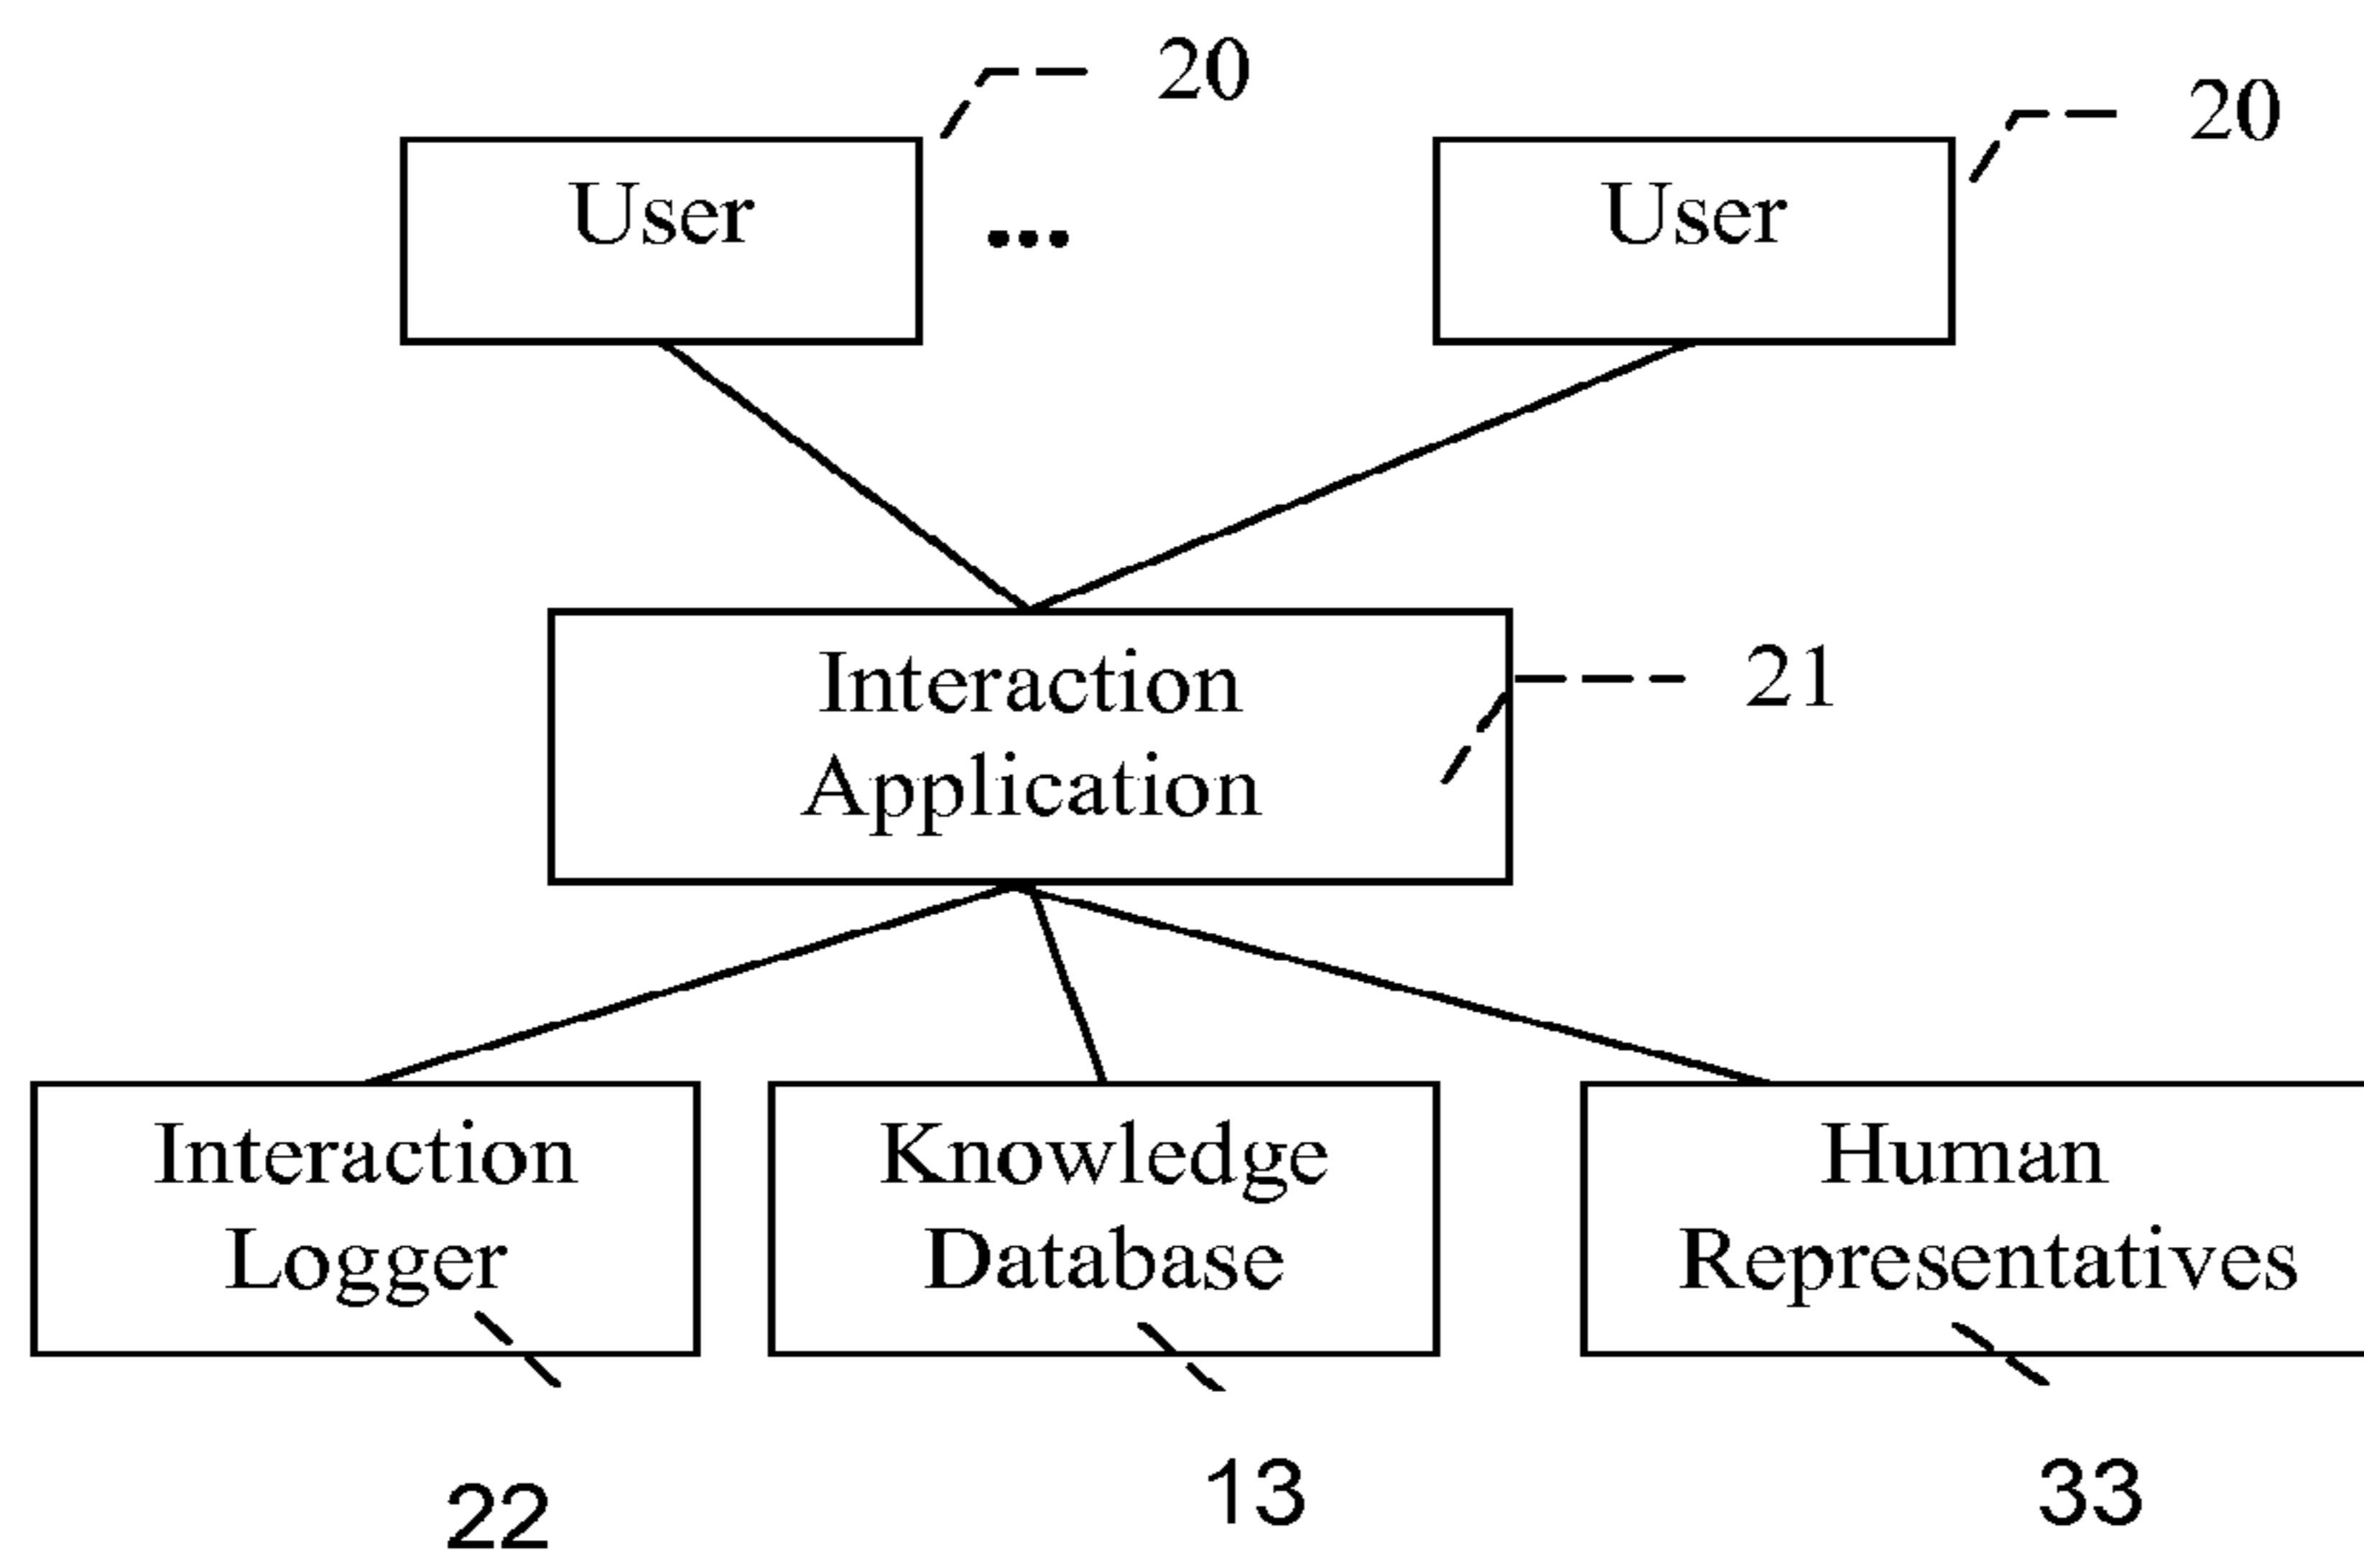 20
20
User
...
User
Interaction
Application
21
Interaction
Logger
Knowledge
Database
Human
Representatives
22
13
33